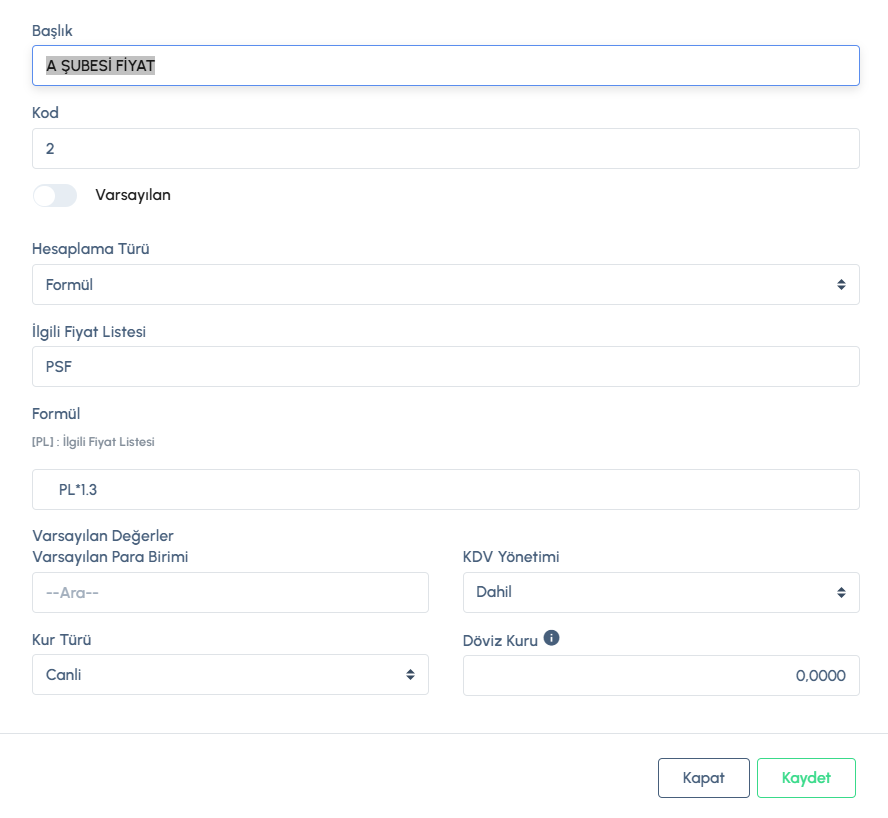 Başlık
A ŞUBESİ FİYAT
Kod
2
Varsayılan
Hesaplama Türü
Formül
İlgili Fiyat Listesi
PSF
Formül
[PL] : İlgili Fiyat Listesi
PL*1.3
Varsayılan Değerler
Varsayılan Para Birimi
--Ara--
KDV Yönetimi
Dahil
Kur Türü
Canli
Döviz Kuru
0,0000
Kapat
Kaydet